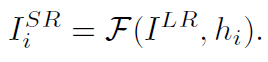 $I_i^{SR} = \mathcal{F}(I^{LR}, h_i).$